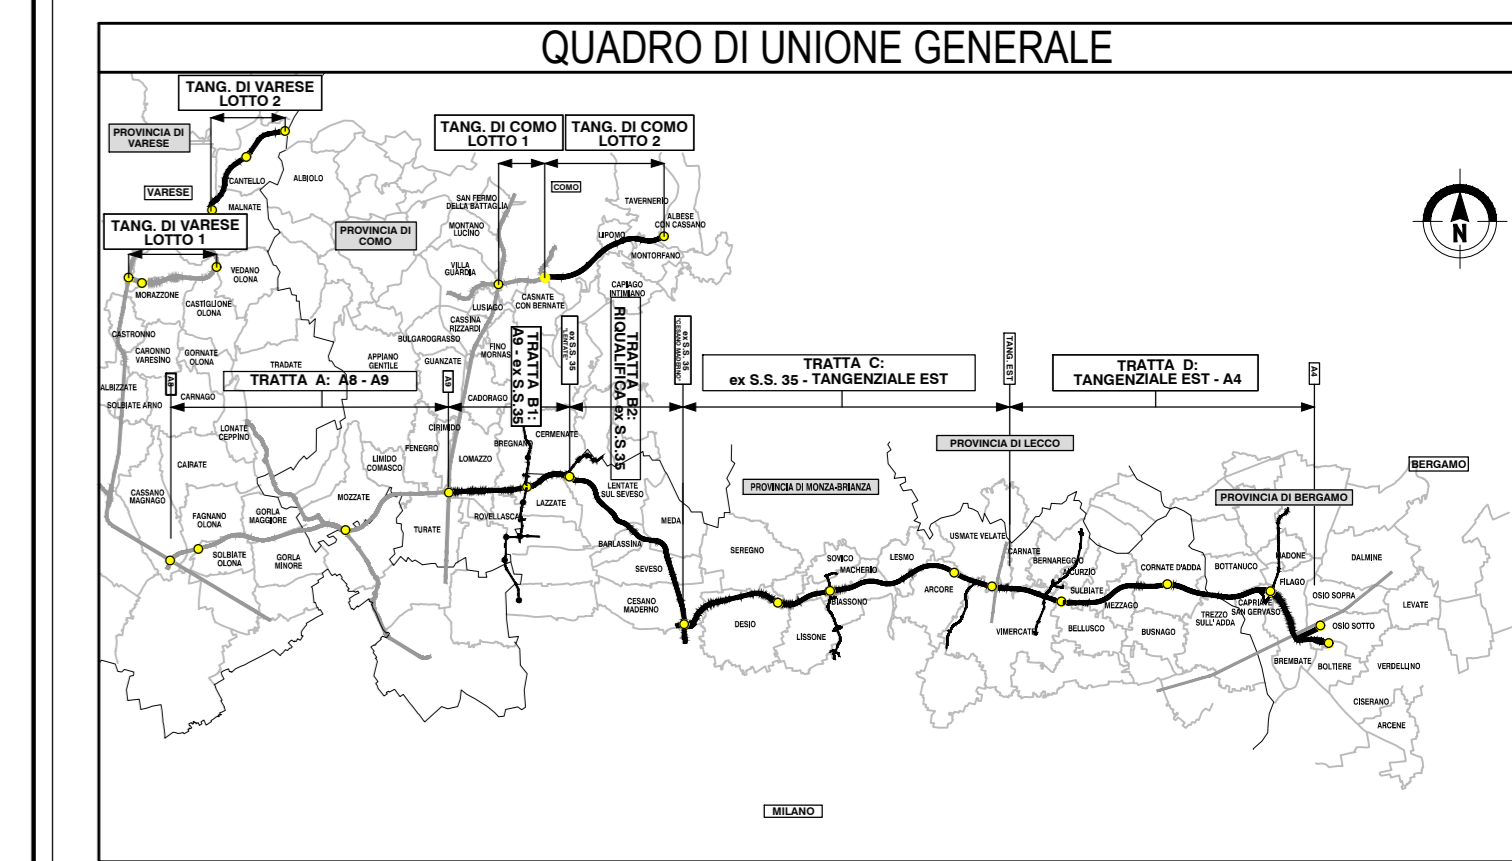 QUADRO DI UNIONE GENERALE
TANG. DI VARESE
LOTTO 2
PROVINCIA DI
VARESE
CANTELLO
ALBIOLO
VARESE
MALNATE
TANG. DI VARESE
LOTTO 1
PROVINCIA DI
COMO
TANG. DI COMO
LOTTO 1
TANG. DI COMO
LOTTO 2
COMO
SAN FERMO
DELLA BATTAGLIA
TAVERNERIO
ALBESE
CON CASSANO
MONTANO
LUCINO
LIPOMO
MONTORFANO
VILLA
GUARDIA
VEDANO
OLONA
MORAZZONE
CASTIGLIONE
OLONA
CAPIAGO
INTIMIANO
CASNATE
CON BERNATE
LUSIAGO
CASSINA
RIZZARDI
BULGAROGRASSO
FINO
MORNAS
CASTRONNO
CARONNO
VARESINO
GORNATE
OLONA
TRADATE
APPIANO
GENTILE
GUANZATE
ALBIZZATE
SOLBIATE ARNO
CARNAGO
A8
TRATTA A: A8 - A9
A9
CADORAGO
TRATTA B1:
A9 - ex S.S.35
ex S.S. 35
"LENTATE"
TRATTA B2:
RIQUALIFICA ex S.S.35
ex S.S. 35
"CESANO MADERNO"
TRATTA C:
ex S.S. 35 - TANGENZIALE EST
TANG. EST
TRATTA D:
TANGENZIALE EST - A4
A4
N
LONATE
CEPPINO
CIRIMIDO
FENEGRO
BREGNANO
CERMENATE
PROVINCIA DI LECCO
CAIRATE
LIMIDO
COMASCO
LOMAZZO
BERGAMO
CASSANO
MAGNAGO
MOZZATE
LAZZATE
LENTATE
SUL SEVESO
PROVINCIA DI MONZA-BRIANZA
PROVINCIA DI BERGAMO
FAGNANO
OLONA
GORLA
MAGGIORE
TURATE
ROVELLASCA
MEDA
SOLBIATE
OLONA
GORLA
MINORE
BARLASSINA
SEVESO
SEREGNO
SOVICO
MACHERIO
LESMO
USMATE VELATE
CARNATE
BERNAREGGIO
CORNATE D'ADDA
BOTTANUCO
MADONE
DALMINE
CESANO
MADERNO
DESIO
BIASSONO
LISSONE
ARCORE
VIMERCATE
SULBIATE
MEZZAGO
BELLUSCO
BUSNAGO
TREZZO
SULL' ADDA
CAPRIATE
SAN GERVASO
FILAGO
OSIO SOPRA
LEVATE
OSIO SOTTO
BREMBATE
BOLTIERE
VERDELLINO
CISERANO
ARCENE
MILANO